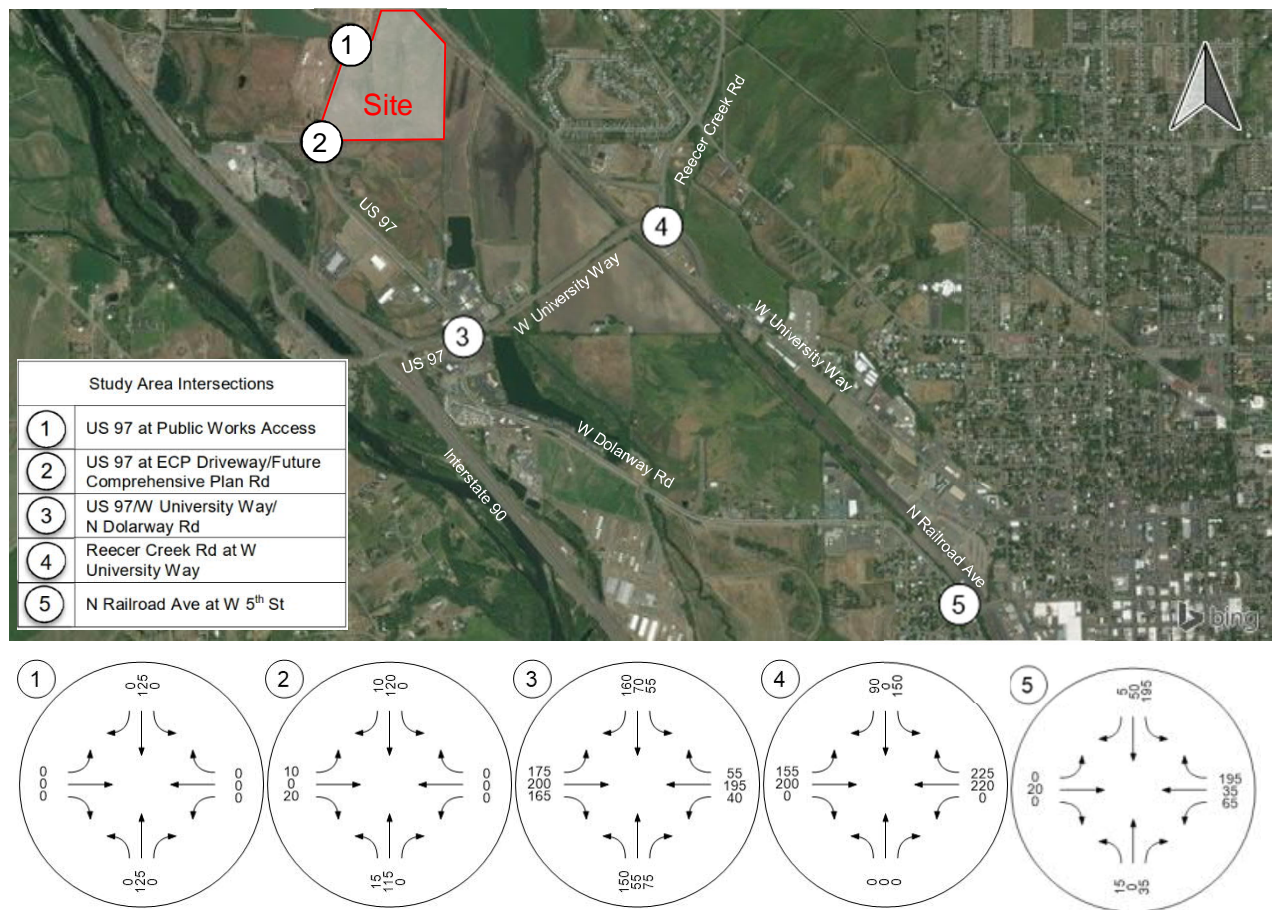 1
Site
2
Reecer Creek Rd
US 97
4
W University Way
3
US 97
W University Way
W Dolarway Rd
Interstate 90
N Railroad Ave
5
bing
Study Area Intersections
1 US 97 at Public Works Access
2 US 97 at ECP Driveway/Future
Comprehensive Plan Rd
3 US 97/W University Way/
N Dolarway Rd
4 Reecer Creek Rd at W
University Way
5 N Railroad Ave at W 5th St
1
0 125 0
0
0
0
0
0
0
0 125 0
2
10 120 0
10
0
20
0
0
0
15 115 0
3
160 70 55
175
200
165
55
195
40
150 55 75
4
90 0 150
155
200
0
225
220
0
0 0 0
5
5 50 195
0
20
0
195
35
65
15 0 35